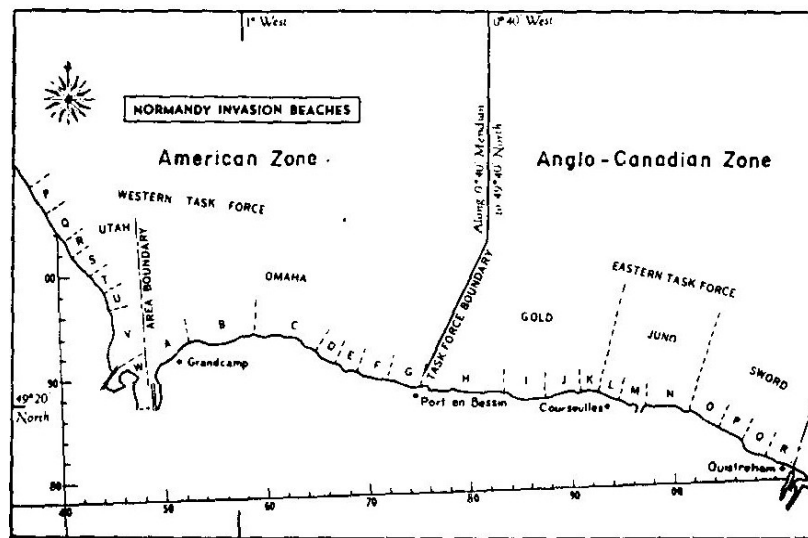 1° West
0°40' West
NORMANDY INVASION BEACHES
American Zone
Anglo-Canadian Zone
Along 0°40' Meridian
to 49°40' North
WESTERN TASK FORCE
EASTERN TASK FORCE
UTAH
AREA BOUNDARY
OMAHA
TASK FORCE BOUNDARY
GOLD
JUNO
SWORD
P
Q
R
S
T
U
V
W
A
B
C
D
E
F
G
H
I
J
K
L
M
N
O
P
Q
R
Grandcamp
Port en Bessin
Courseulles
Ouistreham
00
90
49°20'
North
80
40
50
60
70
80
90
00
10